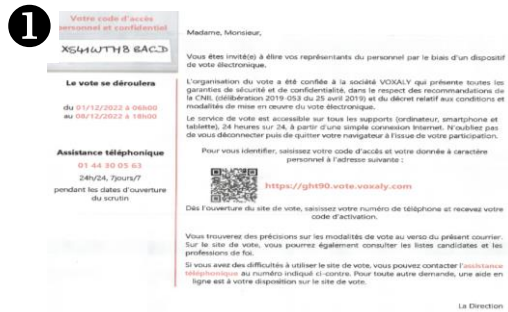 1
Votre code d'accès
personnel et confidentiel
Le vote se déroulera
du 01/12/2022 à 06h00
au 08/12/2022 à 18h00
Assistance téléphonique
01 44 30 05 63
24h/24, 7jours/7
pendant les dates d'ouverture
du scrutin
Madame, Monsieur,
Vous êtes invité(e) à élire vos représentants du personnel par le biais d'un dispositif
de vote électronique.
L'organisation du vote a été confiée à la société VOXALY qui présente toutes les
garanties de sécurité et de confidentialité, dans le respect des recommandations de
la CNIL (délibération 2019-053 du 25 avril 2019) et du décret relatif aux conditions et
modalités de mise en œuvre du vote électronique.
Le service de vote est accessible sur tous les supports (ordinateur, smartphone et
tablette), 24 heures sur 24, à partir d'une simple connexion Internet. N'oubliez pas
de vous déconnecter puis de quitter votre navigateur à l'issue de votre participation.
Pour vous identifier, saisissez votre code d'accès et votre donnée à caractère
personnel à l'adresse suivante :
https://ght90.vote.voxaly.com
Dès l'ouverture du site de vote, saisissez votre numéro de téléphone et recevez votre
code d'activation.
Vous trouverez des précisions sur les modalités de vote au verso du présent courrier.
Sur le site de vote, vous pourrez également consulter les listes candidates et les
professions de foi.
Si vous avez des difficultés à utiliser le site de vote, vous pouvez contacter l'assistance
téléphonique au numéro indiqué ci-contre. Pour toute autre demande, une aide en
ligne est à votre disposition sur le site de vote.
La Direction